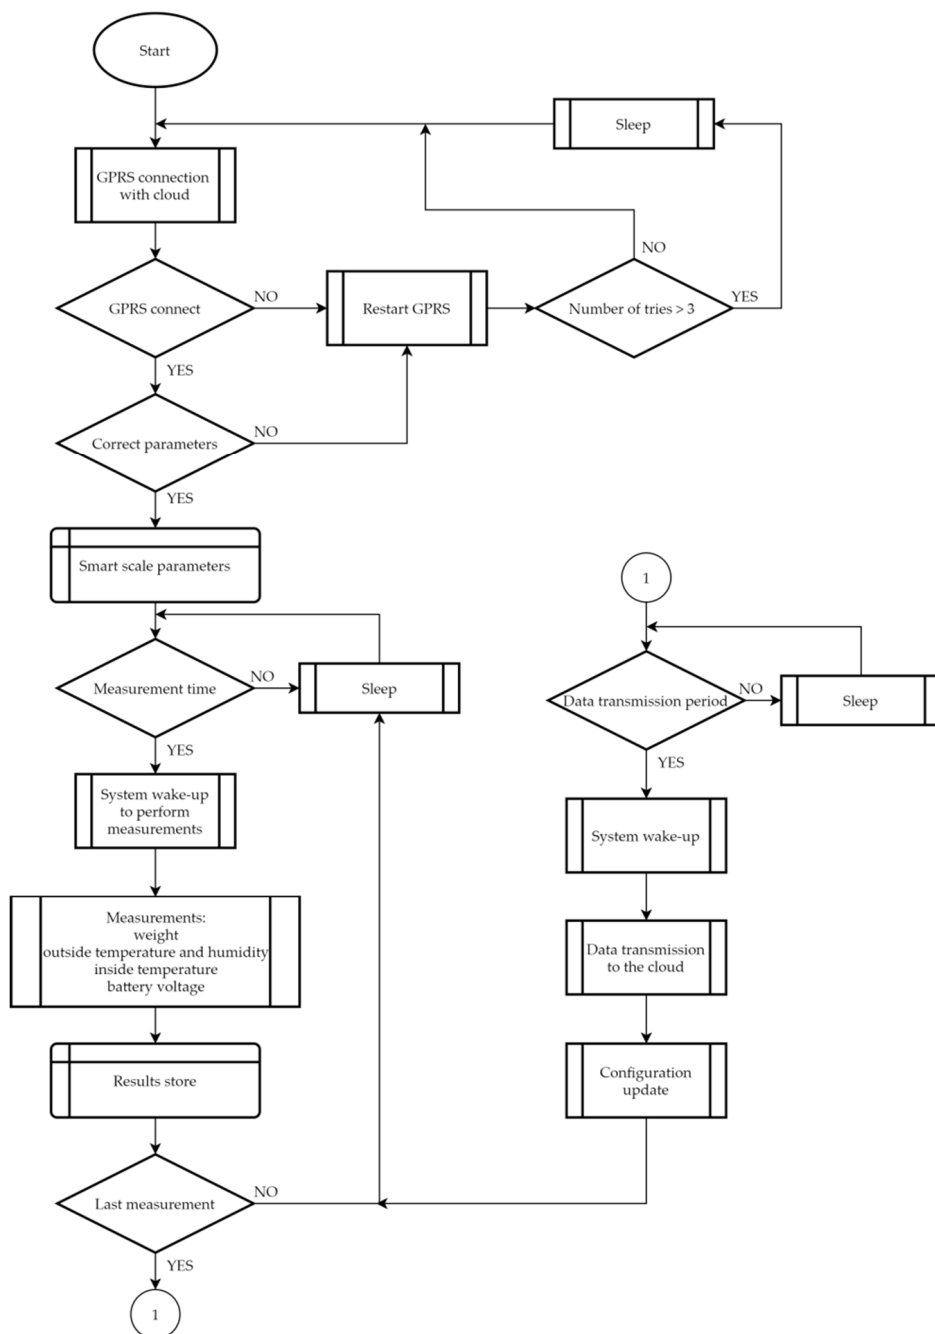 Start
Sleep
GPRS connection
with cloud
NO
GPRS connect
NO
Restart GPRS
Number of tries > 3
YES
YES
Correct parameters
NO
YES
Smart scale parameters
1
Measurement time
NO
Sleep
Data transmission period
NO
Sleep
YES
YES
System wake-up
to perform
measurements
System wake-up
Measurements:
weight
outside temperature and humidity
inside temperature
battery voltage
Data transmission
to the cloud
Results store
Configuration
update
Last measurement
NO
YES
1